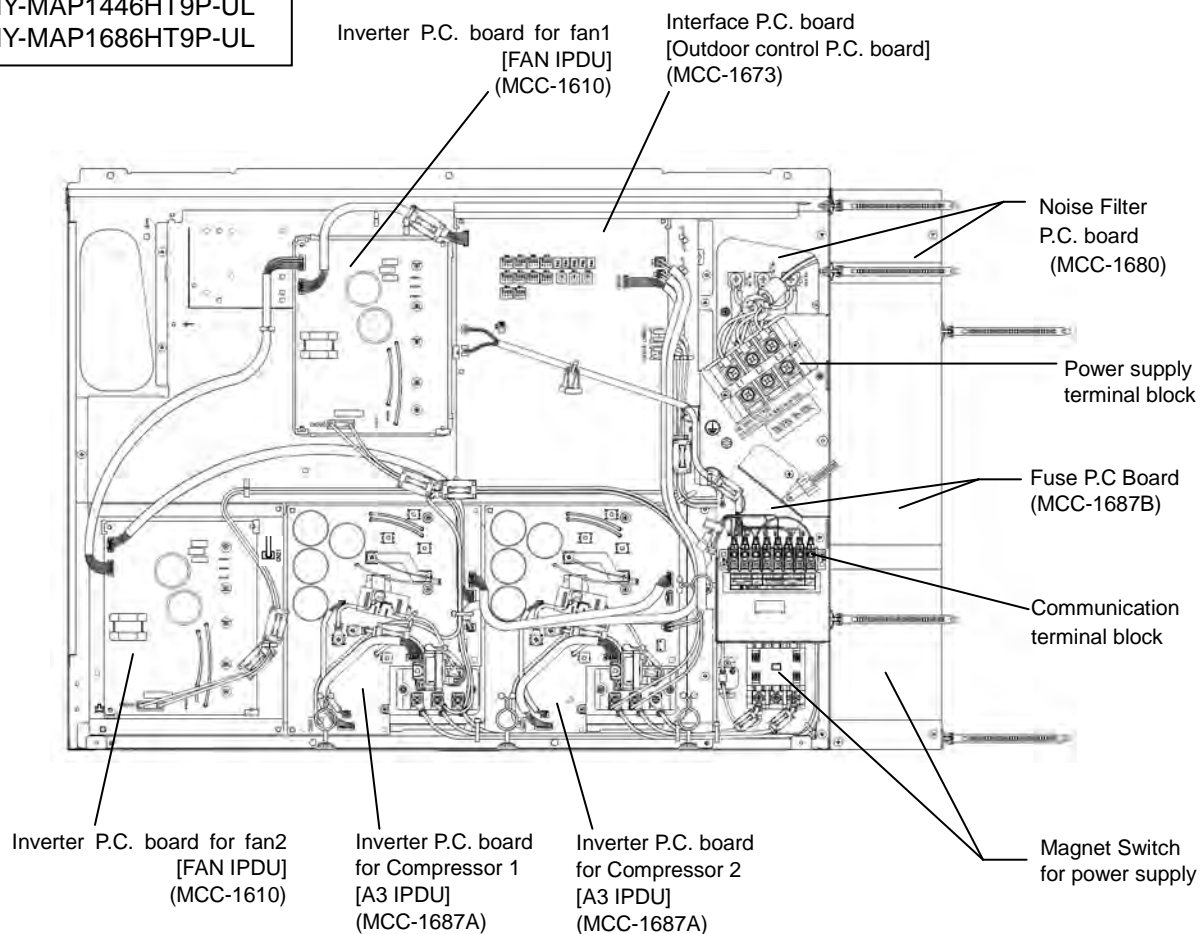 MY-MAP1446HT9P-UL
MY-MAP1686HT9P-UL
Inverter P.C. board for fan1
[FAN IPDU]
(MCC-1610)
Interface P.C. board
[Outdoor control P.C. board]
(MCC-1673)
Noise Filter
P.C. board
(MCC-1680)
Power supply
terminal block
Fuse P.C Board
(MCC-1687B)
Communication
terminal block
Magnet Switch
for power supply
Inverter P.C. board for fan2
[FAN IPDU]
(MCC-1610)
Inverter P.C. board
for Compressor 1
[A3 IPDU]
(MCC-1687A)
Inverter P.C. board
for Compressor 2
[A3 IPDU]
(MCC-1687A)